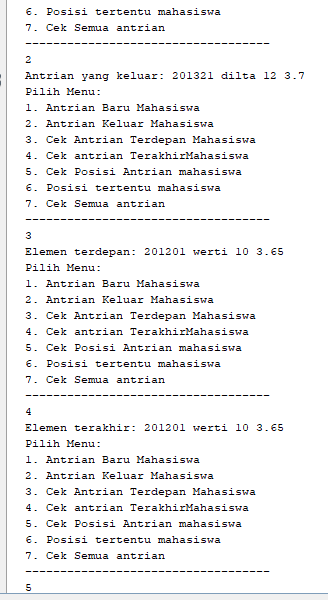 6. Posisi tertentu mahasiswa
7. Cek Semua antrian
-----------------------------------
2
Antrian yang keluar: 201321 dilta 12 3.7
Pilih Menu:
1. Antrian Baru Mahasiswa
2. Antrian Keluar Mahasiswa
3. Cek Antrian Terdepan Mahasiswa
4. Cek antrian TerakhirMahasiswa
5. Cek Posisi Antrian mahasiswa
6. Posisi tertentu mahasiswa
7. Cek Semua antrian
-----------------------------------
3
Elemen terdepan: 201201 werti 10 3.65
Pilih Menu:
1. Antrian Baru Mahasiswa
2. Antrian Keluar Mahasiswa
3. Cek Antrian Terdepan Mahasiswa
4. Cek antrian TerakhirMahasiswa
5. Cek Posisi Antrian mahasiswa
6. Posisi tertentu mahasiswa
7. Cek Semua antrian
-----------------------------------
4
Elemen terakhir: 201201 werti 10 3.65
Pilih Menu:
1. Antrian Baru Mahasiswa
2. Antrian Keluar Mahasiswa
3. Cek Antrian Terdepan Mahasiswa
4. Cek antrian TerakhirMahasiswa
5. Cek Posisi Antrian mahasiswa
6. Posisi tertentu mahasiswa
7. Cek Semua antrian
-----------------------------------
5